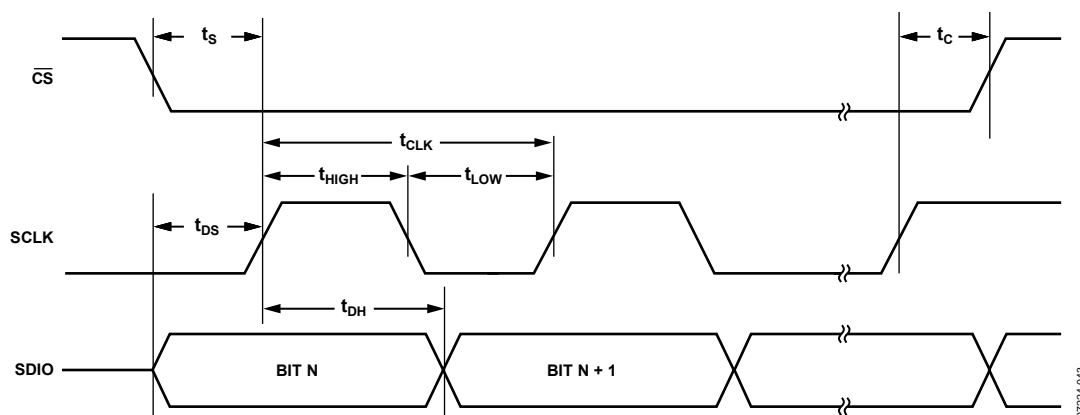 tS
tC
CS
tCLK
tHIGH
tLOW
tDS
SCLK
tDH
SDIO
BIT N
BIT N + 1